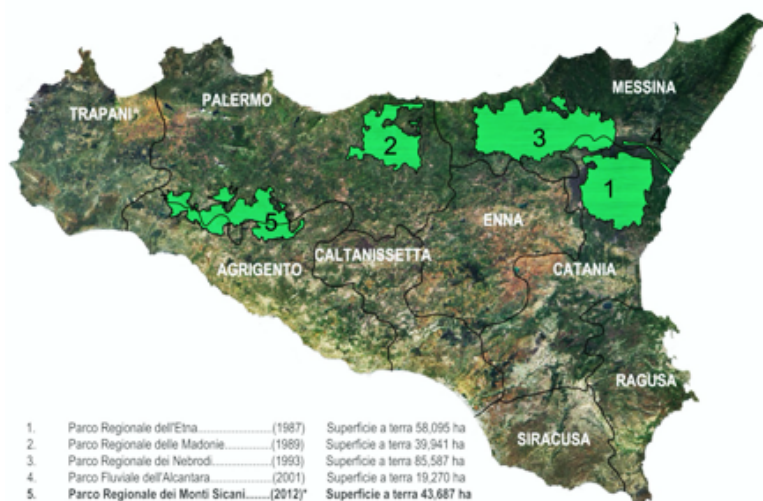 MESSINA
PALERMO
TRAPANI*
2
3
4
1
5
ENNA
CALTANISSETTA
AGRIGENTO
CATANIA
RAGUSA
SIRACUSA
1. Parco Regionale dell'Etna.....................(1987) Superficie a terra 58,095 ha
2. Parco Regionale delle Madonie.............(1989) Superficie a terra 39,941 ha
3. Parco Regionale dei Nebrodi.................(1993) Superficie a terra 85,587 ha
4. Parco Fluviale dell'Alcantara..................(2001) Superficie a terra 19,270 ha
5. Parco Regionale dei Monti Sicani.......(2012)* Superficie a terra 43,687 ha